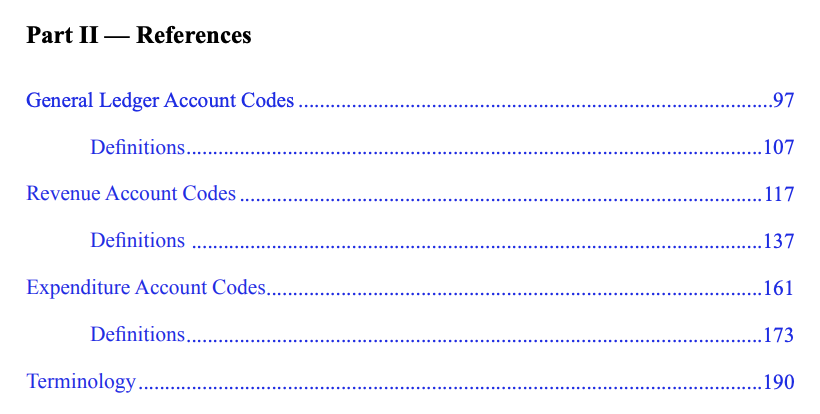 Part II — References
General Ledger Account Codes ..........................................................................................97
Definitions.............................................................................................................107
Revenue Account Codes ...................................................................................................117
Definitions ............................................................................................................137
Expenditure Account Codes..............................................................................................161
Definitions.............................................................................................................173
Terminology......................................................................................................................190